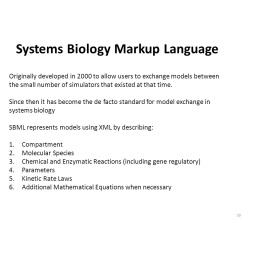 Systems Biology Markup Language
Originally developed in 2000 to allow users to exchange models between
the small number of simulators that existed at that time.
Since then it has become the de facto standard for model exchange in
systems biology
SBML represents models using XML by describing:
1. Compartment
2. Molecular Species
3. Chemical and Enzymatic Reactions (including gene regulatory)
4. Parameters
5. Kinetic Rate Laws
6. Additional Mathematical Equations when necessary